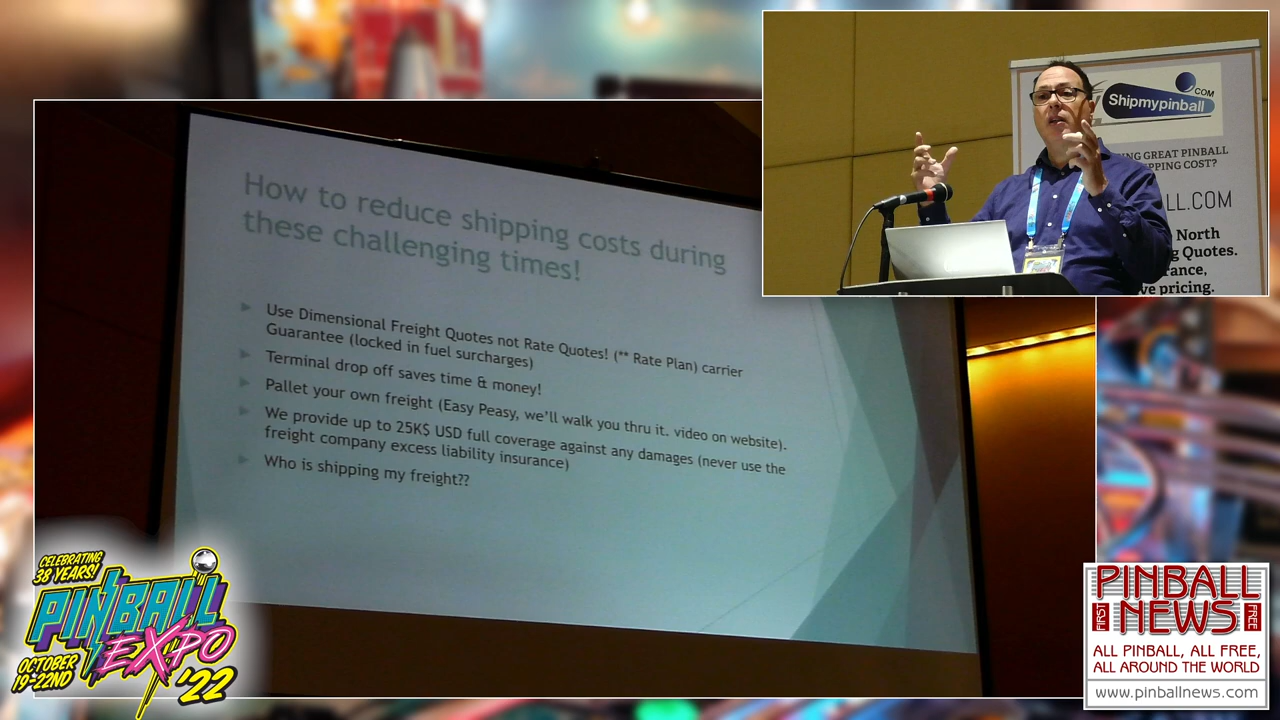 How to reduce shipping costs during
these challenging times!
Use Dimensional Freight Quotes not Rate Quotes! (** Rate Plan) carrier
Guarantee (locked in fuel surcharges)
Terminal drop off saves time & money!
Pallet your own freight (Easy Peasy, we'll walk you thru it. video on website).
We provide up to 25K$ USD full coverage against any damages (never use the
freight company excess liability insurance)
Who is shipping my freight??
Shipmypinball
.COM
GREAT PINBALL
COST?
.COM
North
Quotes.
pricing.
CELEBRATING
38 YEARS!
PINBALL
EXPO
OCTOBER
19-22ND
'22
PINBALL
FIRST NEWS FREE
ALL PINBALL, ALL FREE,
ALL AROUND THE WORLD
www.pinballnews.com